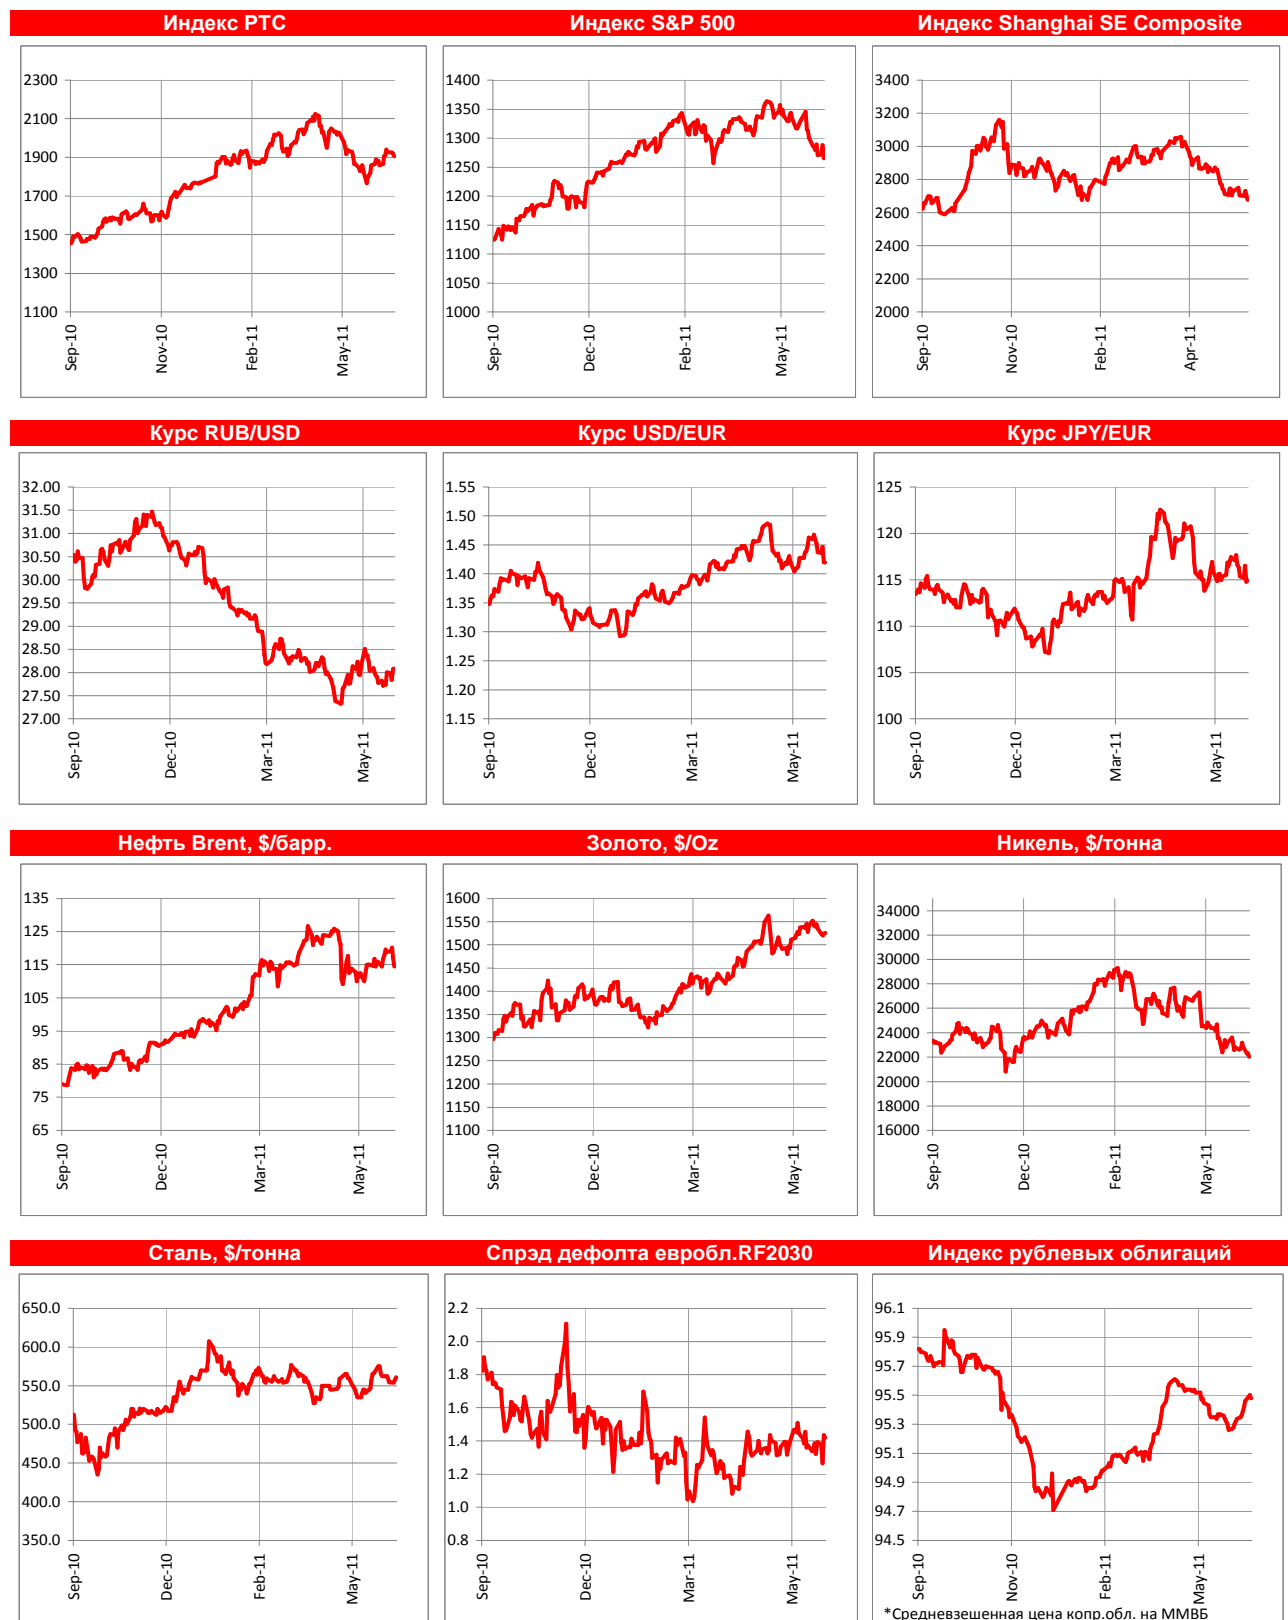 Индекс РТС
Индекс S&P 500
Индекс Shanghai SE Composite
2300
2100
1900
1700
1500
1300
1100
Sep-10
Nov-10
Feb-11
May-11
1400
1350
1300
1250
1200
1150
1100
1050
1000
Sep-10
Dec-10
Feb-11
May-11
3400
3200
3000
2800
2600
2400
2200
2000
Sep-10
Nov-10
Feb-11
Apr-11
Курс RUB/USD
Курс USD/EUR
Курс JPY/EUR
32.00
31.50
31.00
30.50
30.00
29.50
29.00
28.50
28.00
27.50
27.00
Sep-10
Dec-10
Mar-11
May-11
1.55
1.50
1.45
1.40
1.35
1.30
1.25
1.20
1.15
Sep-10
Dec-10
Mar-11
May-11
125
120
115
110
105
100
Sep-10
Dec-10
Mar-11
May-11
Нефть Brent, $/барр.
Золото, $/Oz
Никель, $/тонна
135
125
115
105
95
85
75
65
Sep-10
Dec-10
Mar-11
May-11
1600
1550
1500
1450
1400
1350
1300
1250
1200
1150
1100
Sep-10
Dec-10
Mar-11
May-11
34000
32000
30000
28000
26000
24000
22000
20000
18000
16000
Sep-10
Dec-10
Feb-11
May-11
Сталь, $/тонна
Спрэд дефолта евробл.RF2030
Индекс рублевых облигаций
650.0
600.0
550.0
500.0
450.0
400.0
350.0
Sep-10
Dec-10
Feb-11
May-11
2.2
2.0
1.8
1.6
1.4
1.2
1.0
0.8
Sep-10
Dec-10
Mar-11
May-11
96.1
95.9
95.7
95.5
95.3
95.1
94.9
94.7
94.5
Sep-10
Nov-10
Feb-11
May-11
*Средневзешенная цена копр.обл. на ММВБ